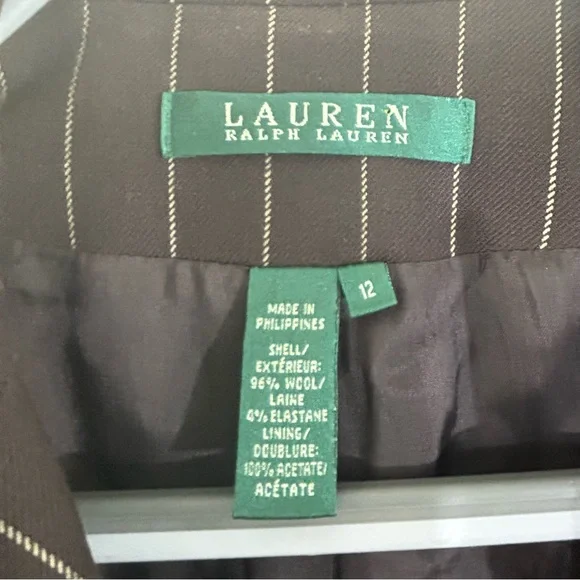 LAUREN
RALPH LAUREN
12
MADE IN
PHILIPPINES
SHELL/
EXTÉRIEUR:
96% WOOL/
LAINE
4% ELASTANE
LINING/
DOUBLURE:
100% ACETATE/
ACÉTATE